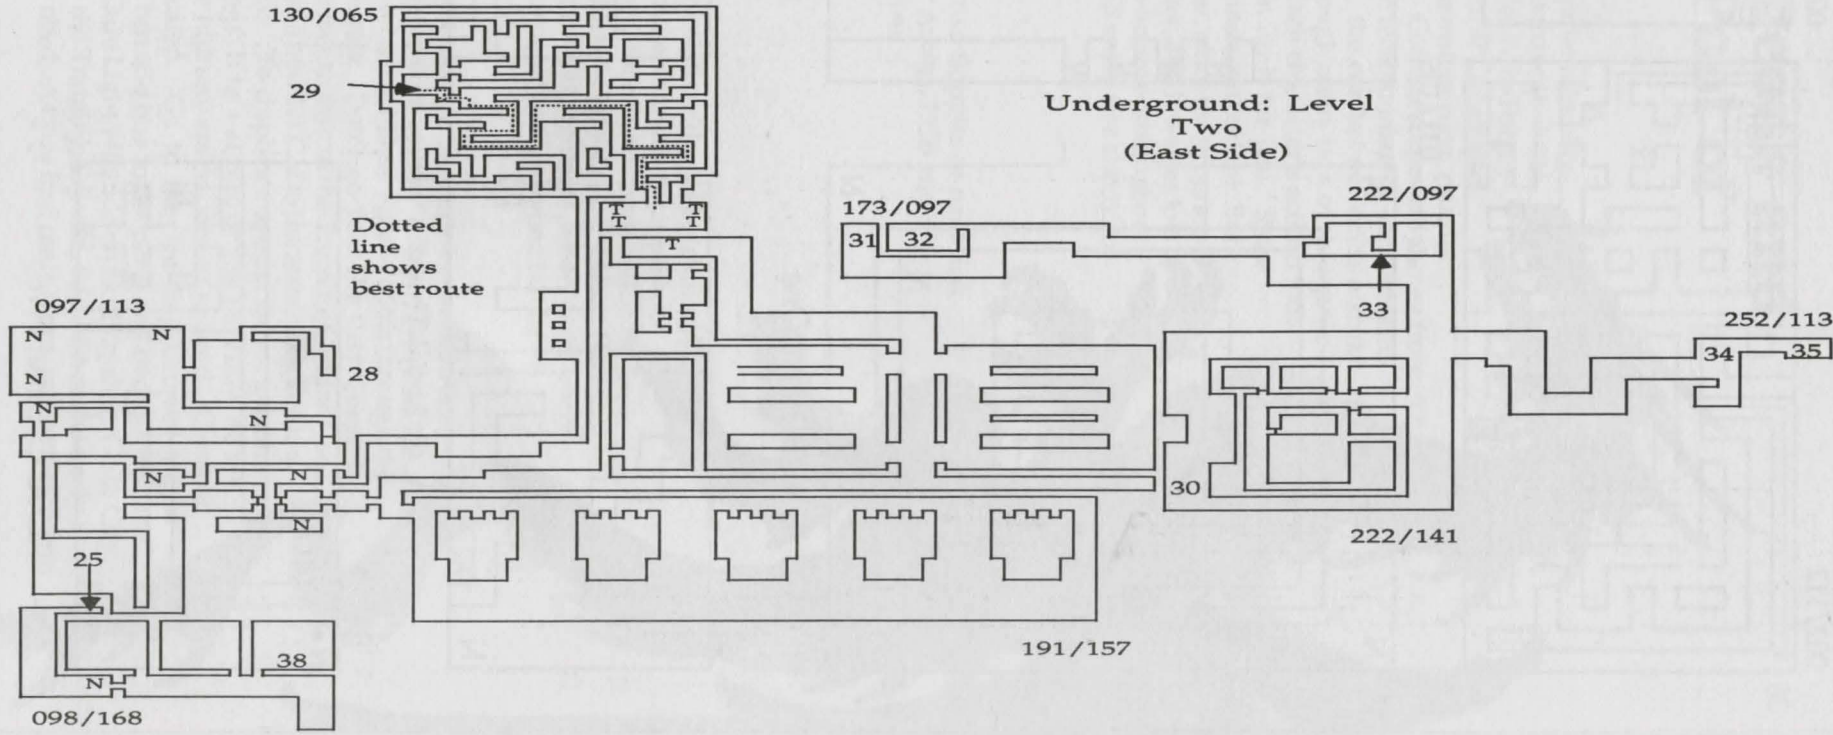 130/065
29
Underground: Level
Two
(East Side)
T T
T T
T
Dotted
line
shows
best route
173/097
31 32
222/097
33
252/113
34 35
097/113
N N
N
28
N
N
N N
N
30
222/141
25
38
N
191/157
098/168